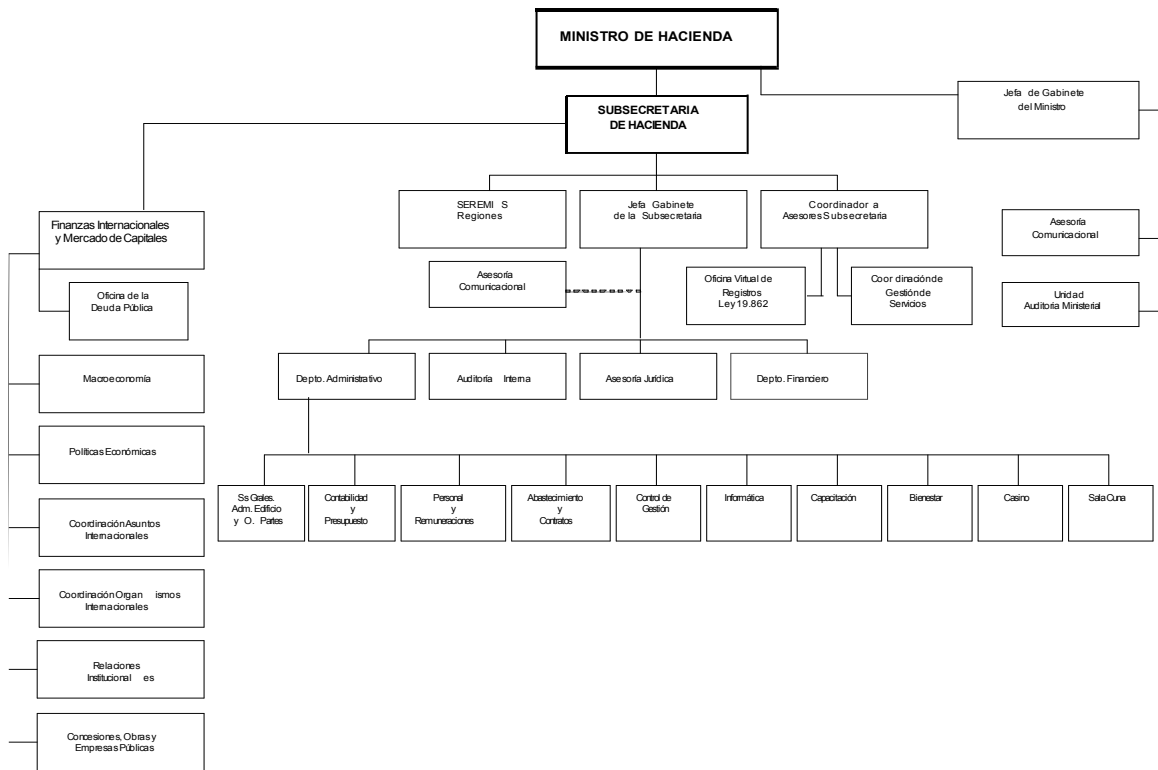 MINISTRO DE HACIENDA
Jefa de Gabinete
del Ministro
SUBSECRETARIA
DE HACIENDA
SEREMI S
Regiones
Jefa Gabinete
de la Subsecretaria
Coordinador a
Asesores Subsecretaria
Finanzas Internacionales
y Mercado de Capitales
Asesoría
Comunicacional
Asesoría
Comunicacional
Oficina Virtual de
Registros
Ley 19.862
Coor dinación de
Gestión de
Servicios
Oficina de la
Deuda Pública
Unidad
Auditoria Ministerial
Macroeconomía
Depto. Administrativo
Auditoría Interna
Asesoría Jurídica
Depto. Financiero
Políticas Económicas
Ss Grales.
Adm. Edificio
y O. Partes
Contabilidad
y
Presupuesto
Personal
y
Remuneraciones
Abastecimiento
y
Contratos
Control de
Gestión
Informática
Capacitación
Bienestar
Casino
Sala Cuna
Coordinación Asuntos
Internacionales
Coordinación Organ ismos
Internacionales
Relaciones
Institucional es
Concesiones, Obras y
Empresas Públicas